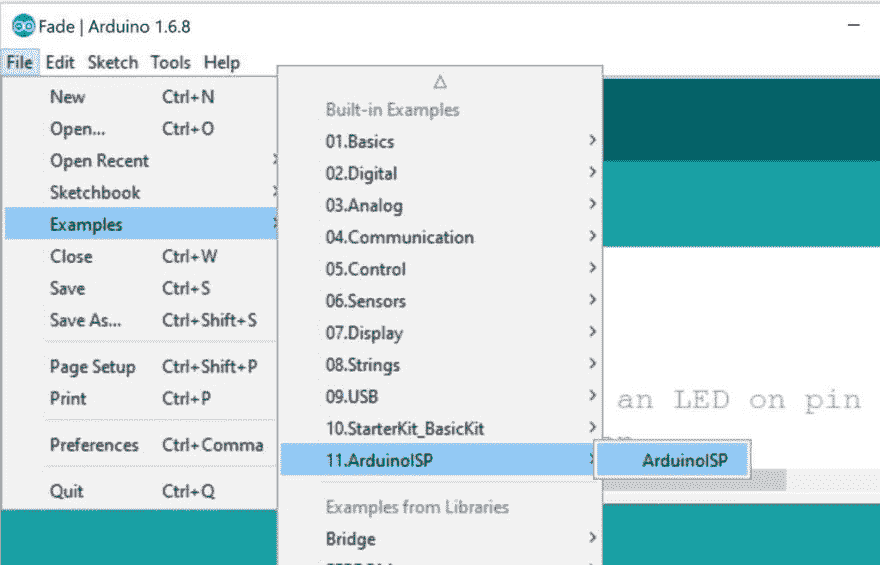 Fade | Arduino 1.6.8
File Edit Sketch Tools Help
New Ctrl+N
Open... Ctrl+O
Open Recent
Sketchbook
Examples
Close Ctrl+W
Save Ctrl+S
Save As... Ctrl+Shift+S
Page Setup Ctrl+Shift+P
Print Ctrl+P
Preferences Ctrl+Comma
Quit Ctrl+Q
Built-in Examples
01.Basics
02.Digital
03.Analog
04.Communication
05.Control
06.Sensors
07.Display
08.Strings
09.USB
10.StarterKit_BasicKit
11.ArduinoISP
Examples from Libraries
Bridge
ArduinoISP
an LED on pin